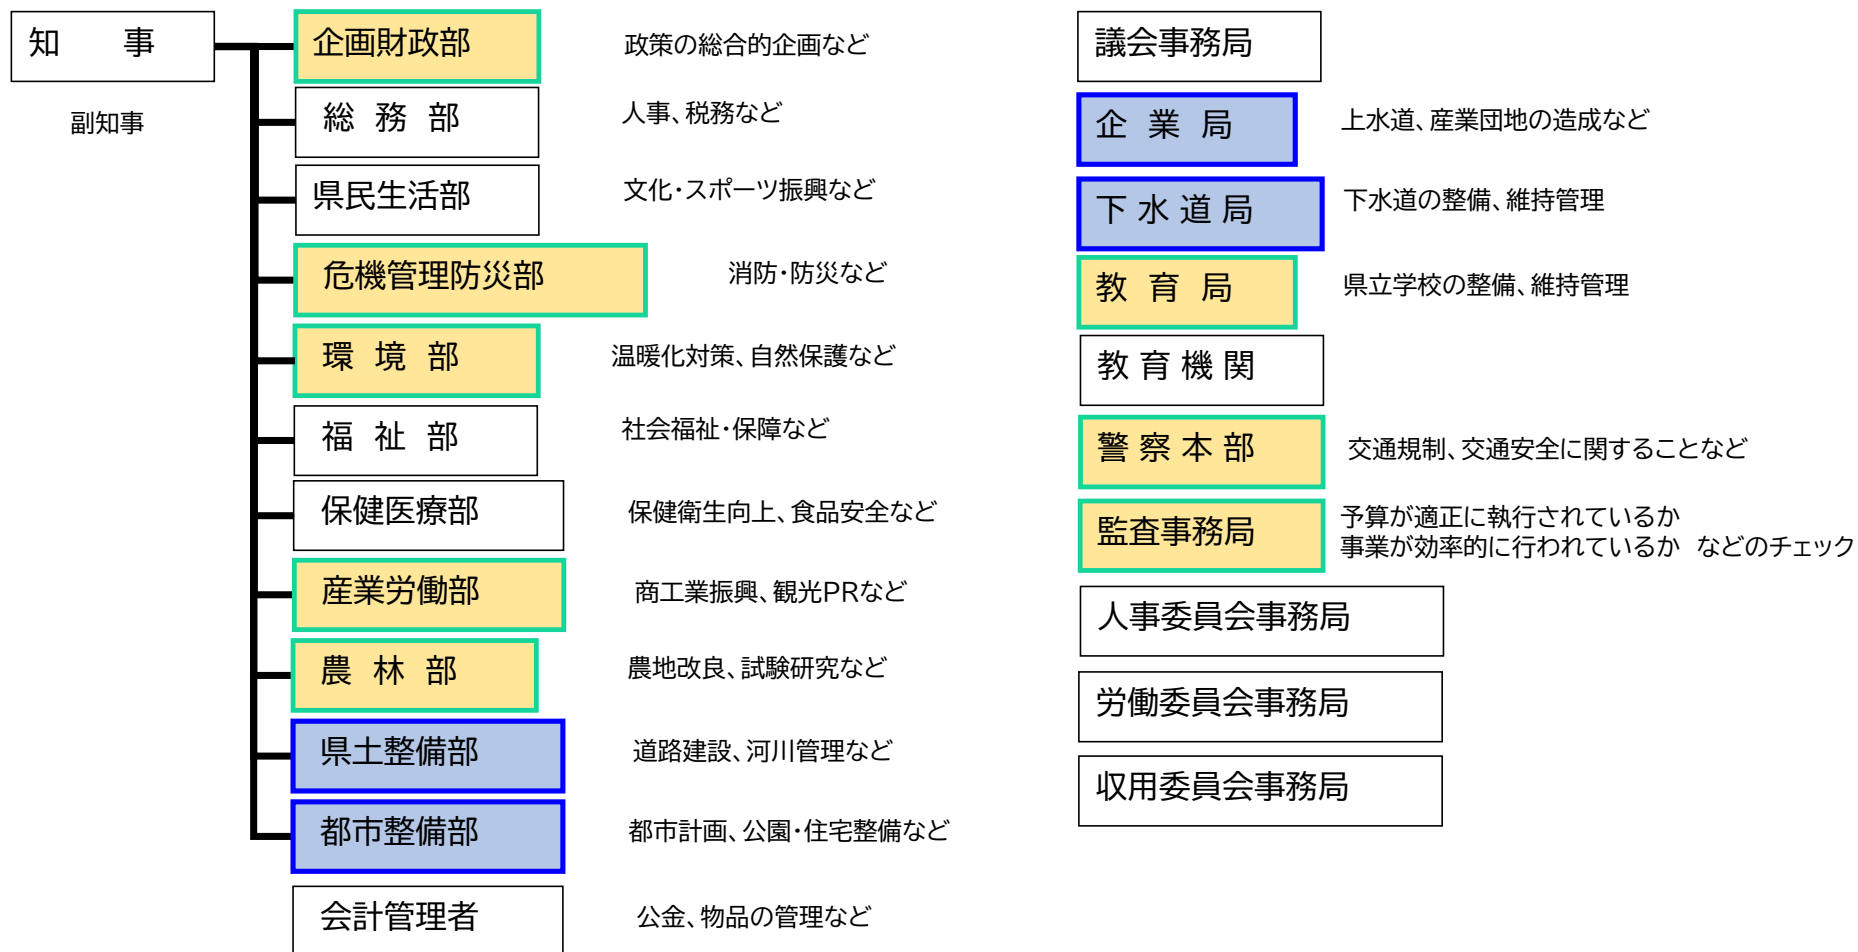 知　事
副知事
企画財政部
政策の総合的企画など
総 務 部
人事、税務など
県民生活部
文化・スポーツ振興など
危機管理防災部
消防・防災など
環 境 部
温暖化対策、自然保護など
福 祉 部
社会福祉・保障など
保健医療部
保健衛生向上、食品安全など
産業労働部
商工業振興、観光PRなど
農 林 部
農地改良、試験研究など
県土整備部
道路建設、河川管理など
都市整備部
都市計画、公園・住宅整備など
会計管理者
公金、物品の管理など
議会事務局
企 業 局
上水道、産業団地の造成など
下 水 道 局
下水道の整備、維持管理
教 育 局
県立学校の整備、維持管理
教 育 機 関
警 察 本 部
交通規制、交通安全に関することなど
監査事務局
予算が適正に執行されているか
事業が効率的に行われているか などのチェック
人事委員会事務局
労働委員会事務局
収用委員会事務局